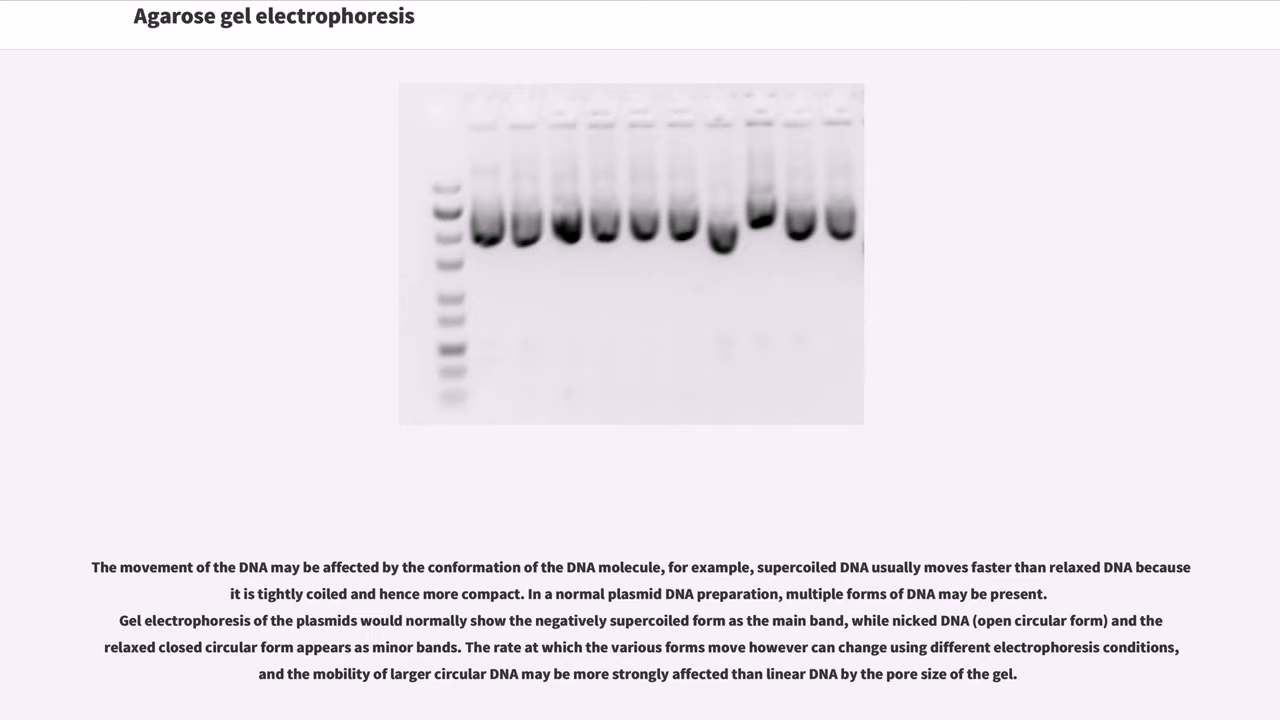 Agarose gel electrophoresis
The movement of the DNA may be affected by the conformation of the DNA molecule, for example, supercoiled DNA usually moves faster than relaxed DNA because
it is tightly coiled and hence more compact. In a normal plasmid DNA preparation, multiple forms of DNA may be present.
Gel electrophoresis of the plasmids would normally show the negatively supercoiled form as the main band, while nicked DNA (open circular form) and the
relaxed closed circular form appears as minor bands. The rate at which the various forms move however can change using different electrophoresis conditions,
and the mobility of larger circular DNA may be more strongly affected than linear DNA by the pore size of the gel.